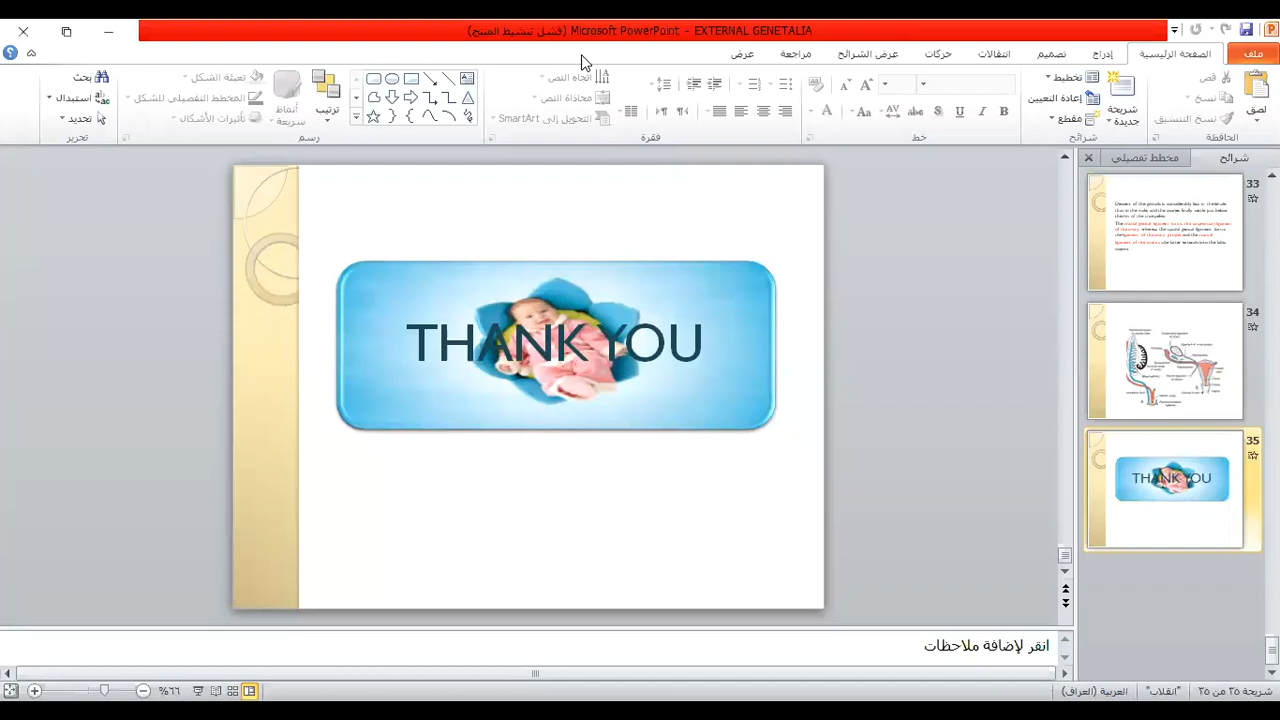 EXTERNAL GENETALIA - Microsoft PowerPoint (فشل تنشيط المنتج)
ملف
الصفحة الرئيسية
إدراج
تصميم
انتقالات
حركات
عرض الشرائح
مراجعة
عرض
لصق
قص
نسخ
نسخ التنسيق
الحافظة
شريحة جديدة
تخطيط
إعادة التعيين
مقطع
شرائح
خط
اتجاه النص
محاذاة النص
التحويل إلى SmartArt
فقرة
ترتيب
أنماط سريعة
تعبئة الشكل
المخطط التفصيلي للشكل
تأثيرات الأشكال
رسم
بحث
استبدال
تحديد
تحرير
شرائح
مخطط تفصيلي
33
34
35
THANK YOU
THANK YOU
انقر لإضافة ملاحظات
شريحة ٣٥ من ٣٥
"انقلاب"
العربية (العراق)
٦٦%